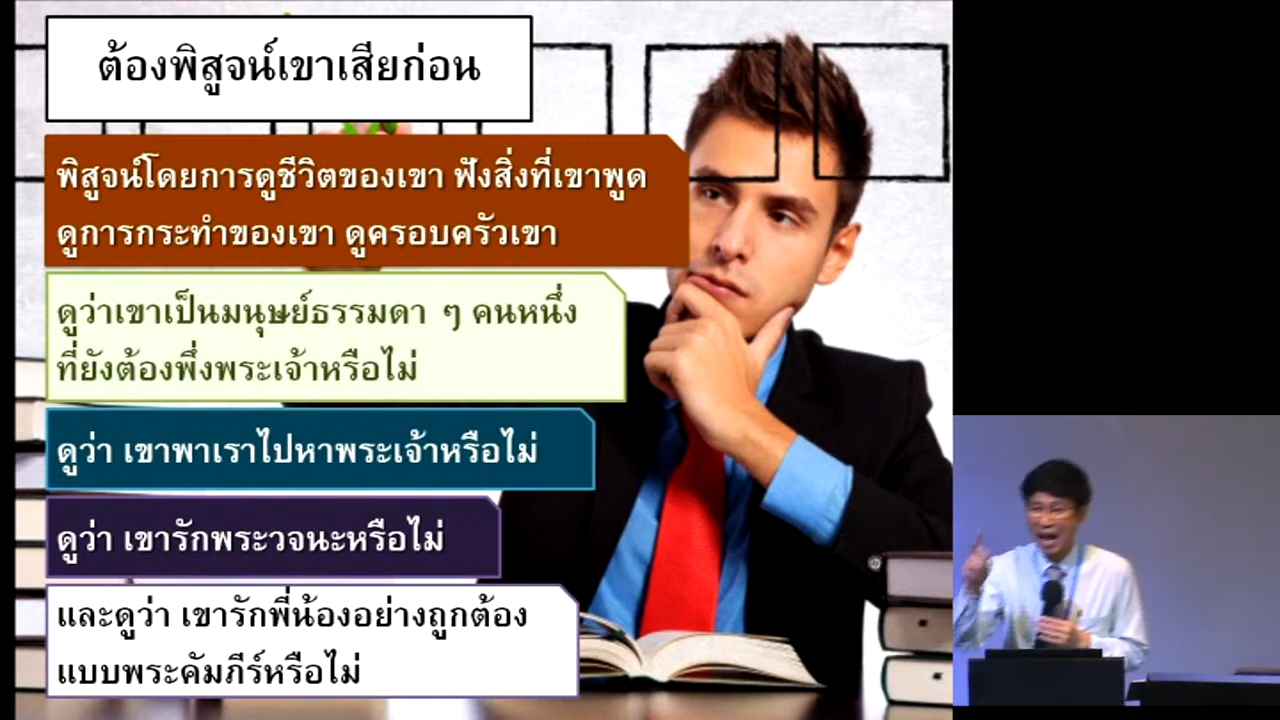 ต้องพิสูจน์เขาเสียก่อน
พิสูจน์โดยการดูชีวิตของเขา ฟังสิ่งที่เขาพูด
ดูการกระทำของเขา ดูครอบครัวเขา
ดูว่าเขาเป็นมนุษย์ธรรมดา ๆ คนหนึ่ง
ที่ยังต้องพึ่งพระเจ้าหรือไม่
ดูว่า เขาพาเราไปหาพระเจ้าหรือไม่
ดูว่า เขารักพระวจนะหรือไม่
และดูว่า เขารักพี่น้องอย่างถูกต้อง
แบบพระคัมภีร์หรือไม่